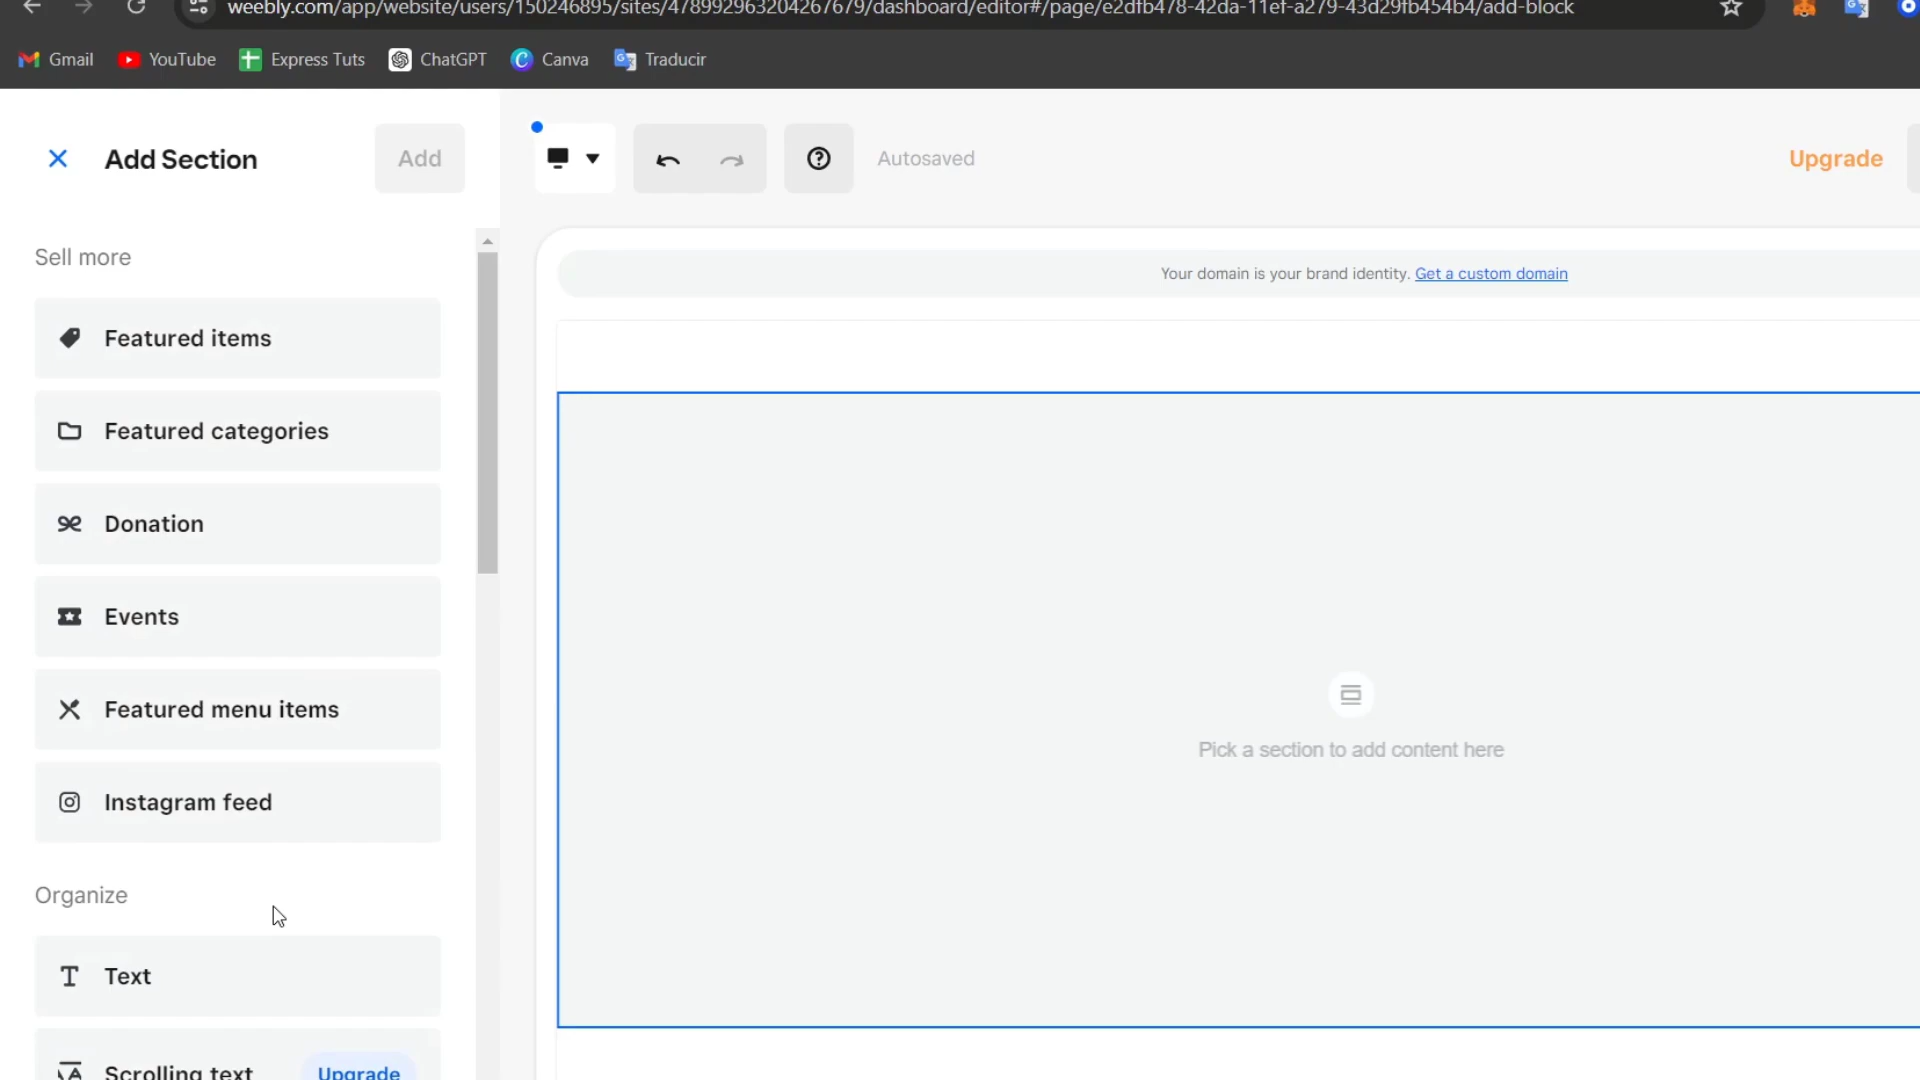 weebly.com/app/website/users/150246895/sites/478992963204267679/dashboard/editor#/page/e2dfb478-42da-11ef-a279-43d29fb454b4/add-block
Gmail YouTube Express Tuts ChatGPT Canva Traducir
Add Section Add Autosaved Upgrade
Sell more
Your domain is your brand identity. Get a custom domain
Featured items
Featured categories
Donation
Events
Featured menu items
Pick a section to add content here
Instagram feed
Organize
Text
Scrolling text Upgrade